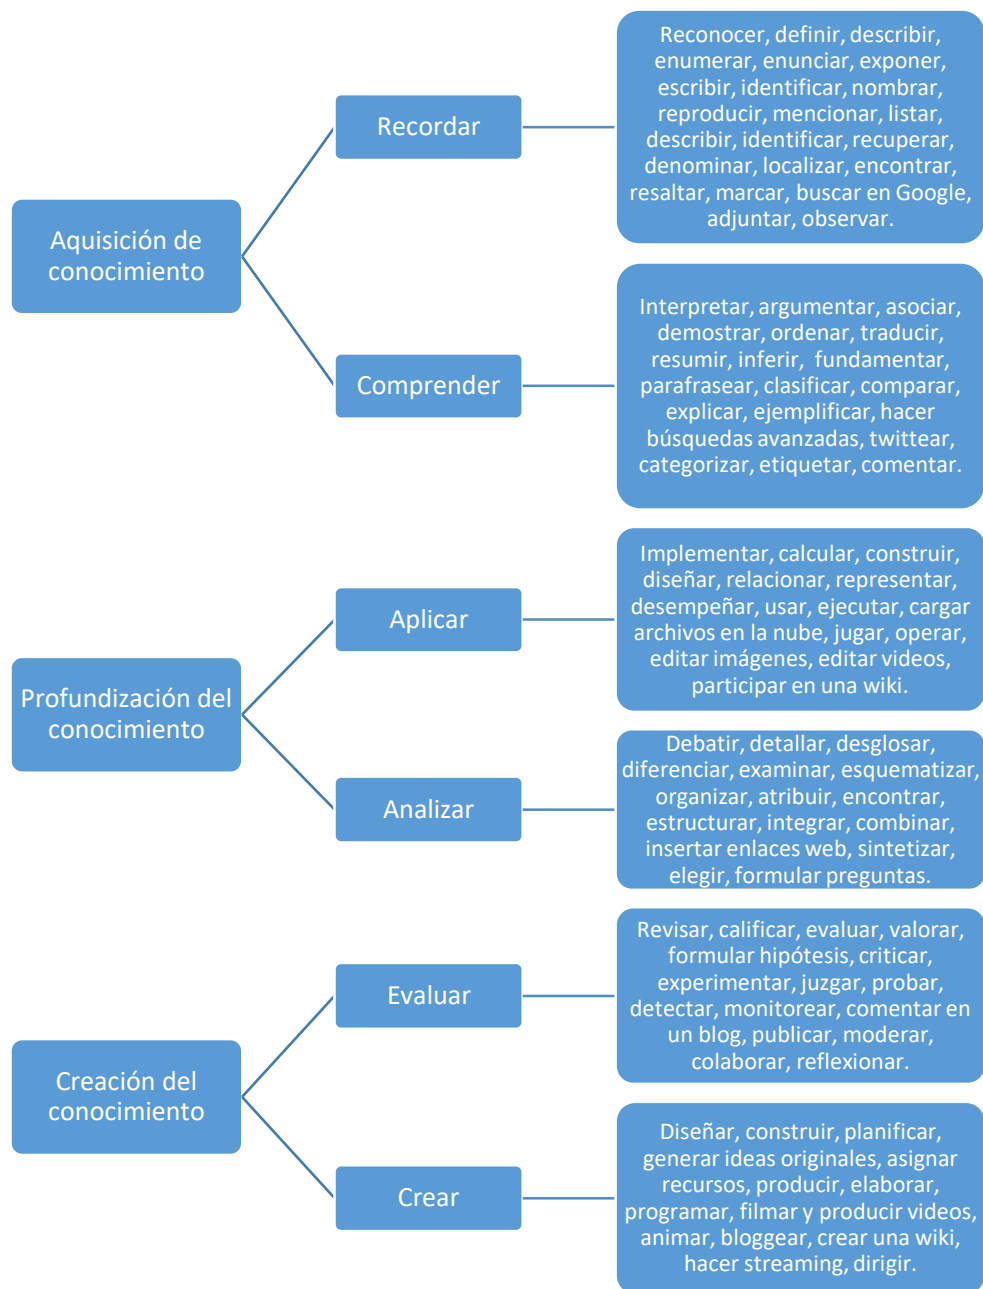 Aquisición de
conocimiento
Recordar
Reconocer, definir, describir,
enumerar, enunciar, exponer,
escribir, identificar, nombrar,
reproducir, mencionar, listar,
describir, identificar, recuperar,
denominar, localizar, encontrar,
resaltar, marcar, buscar en Google,
adjuntar, observar.
Comprender
Interpretar, argumentar, asociar,
demostrar, ordenar, traducir,
resumir, inferir, fundamentar,
parafrasear, clasificar, comparar,
explicar, ejemplificar, hacer
búsquedas avanzadas, twittear,
categorizar, etiquetar, comentar.
Profundización del
conocimiento
Aplicar
Implementar, calcular, construir,
diseñar, relacionar, representar,
desempeñar, usar, ejecutar, cargar
archivos en la nube, jugar, operar,
editar imágenes, editar videos,
participar en una wiki.
Analizar
Debatir, detallar, desglosar,
diferenciar, examinar, esquematizar,
organizar, atribuir, encontrar,
estructurar, integrar, combinar,
insertar enlaces web, sintetizar,
elegir, formular preguntas.
Creación del
conocimiento
Evaluar
Revisar, calificar, evaluar, valorar,
formular hipótesis, criticar,
experimentar, juzgar, probar,
detectar, monitorear, comentar en
un blog, publicar, moderar,
colaborar, reflexionar.
Crear
Diseñar, construir, planificar,
generar ideas originales, asignar
recursos, producir, elaborar,
programar, filmar y producir videos,
animar, bloggear, crear una wiki,
hacer streaming, dirigir.